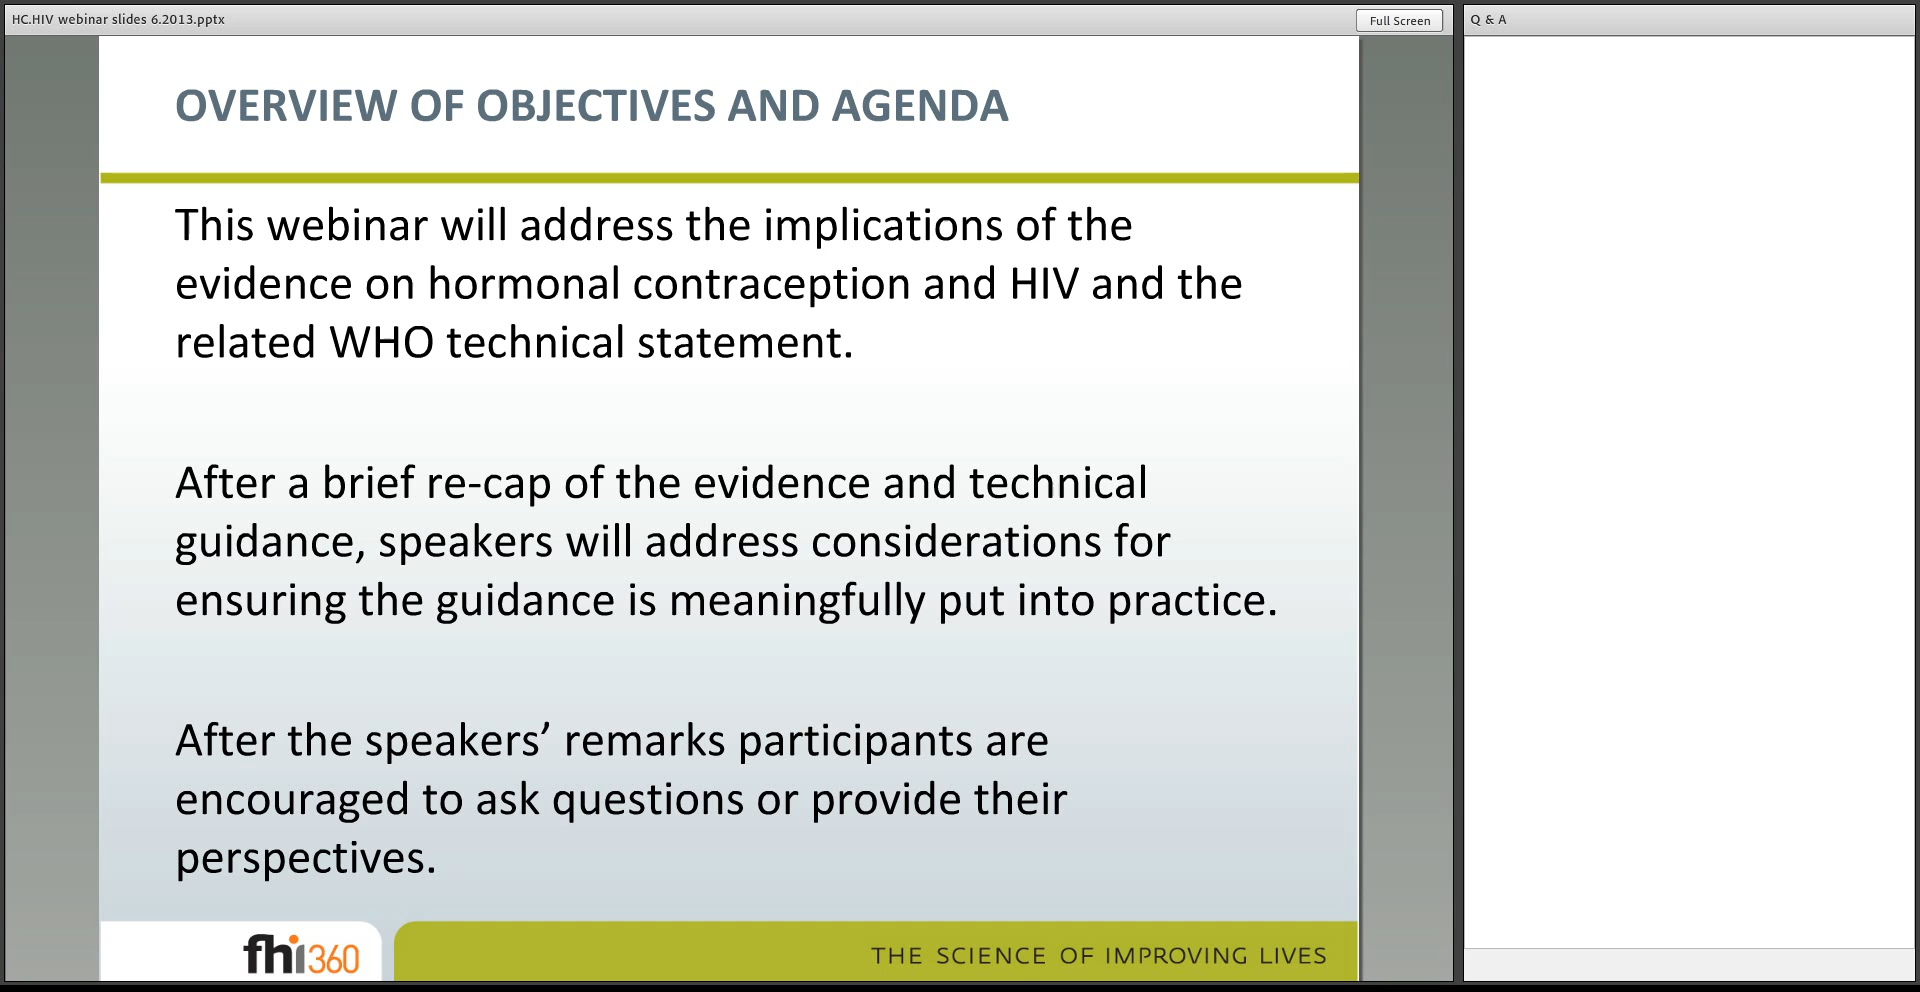 HC.HIV webinar slides 6.2013.pptx
Full Screen
Q & A
OVERVIEW OF OBJECTIVES AND AGENDA
This webinar will address the implications of the
evidence on hormonal contraception and HIV and the
related WHO technical statement.
After a brief re-cap of the evidence and technical
guidance, speakers will address considerations for
ensuring the guidance is meaningfully put into practice.
After the speakers’ remarks participants are
encouraged to ask questions or provide their
perspectives.
fhi360
THE SCIENCE OF IMPROVING LIVES